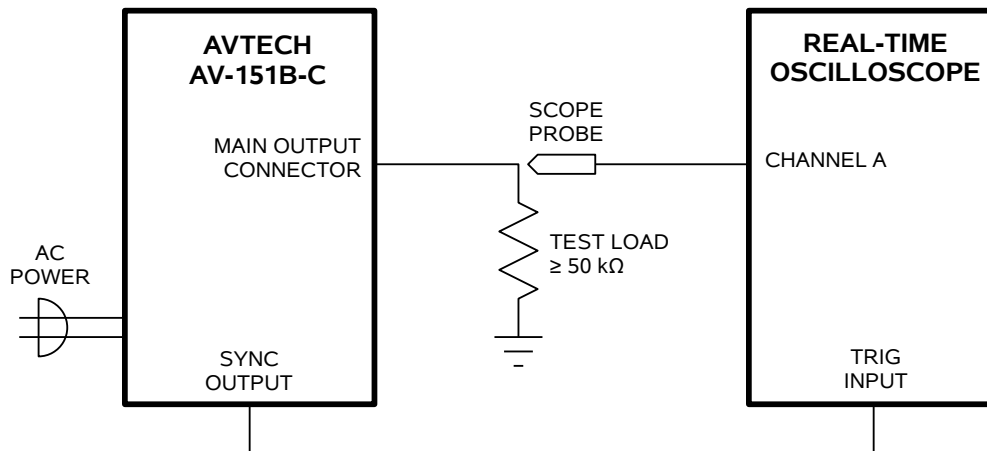 AVTECH
AV-151B-C
REAL-TIME
OSCILLOSCOPE
SCOPE
PROBE
MAIN OUTPUT
CONNECTOR
CHANNEL A
TEST LOAD
≥ 50 kΩ
AC
POWER
SYNC
OUTPUT
TRIG
INPUT